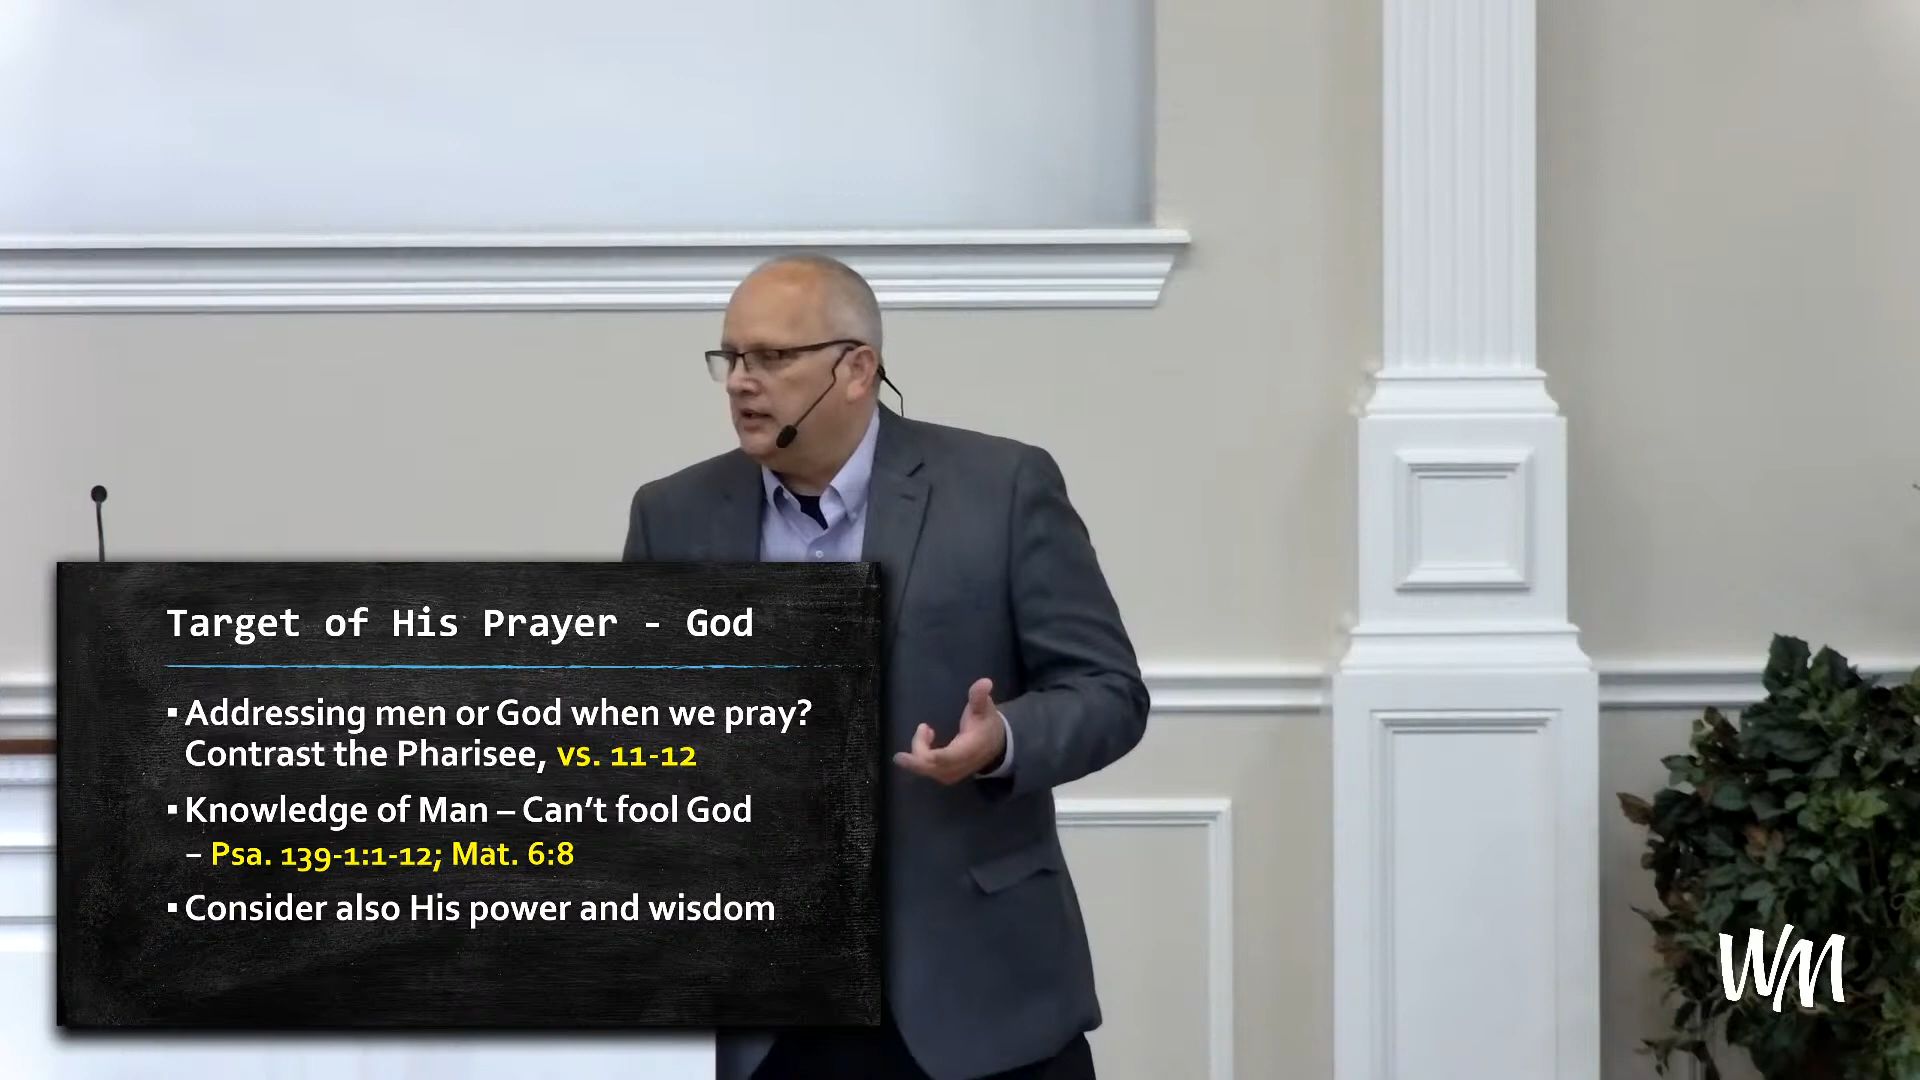 Target of His Prayer - God
▪ Addressing men or God when we pray?
Contrast the Pharisee, vs. 11-12
▪ Knowledge of Man – Can’t fool God
– Psa. 139-1:1-12; Mat. 6:8
▪ Consider also His power and wisdom
WM